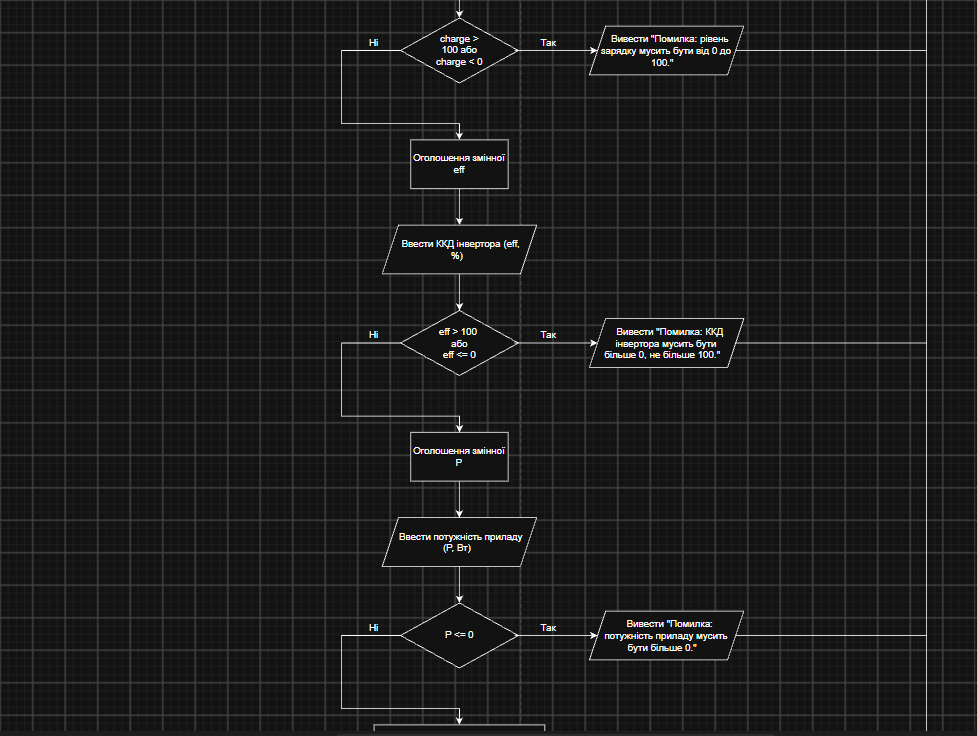 charge >
100 або
charge < 0
Ні
Так
Вивести "Помилка: рівень
зарядку мусить бути від 0 до
100."
Оголошення змінної
eff
Ввести ККД інвертора (eff,
%)
eff > 100
або
eff <= 0
Ні
Так
Вивести "Помилка: ККД
інвертора мусить бути
більше 0, не більше 100."
Оголошення змінної
P
Ввести потужність приладу
(P, Вт)
P <= 0
Ні
Так
Вивести "Помилка:
потужність приладу мусить
бути більше 0."